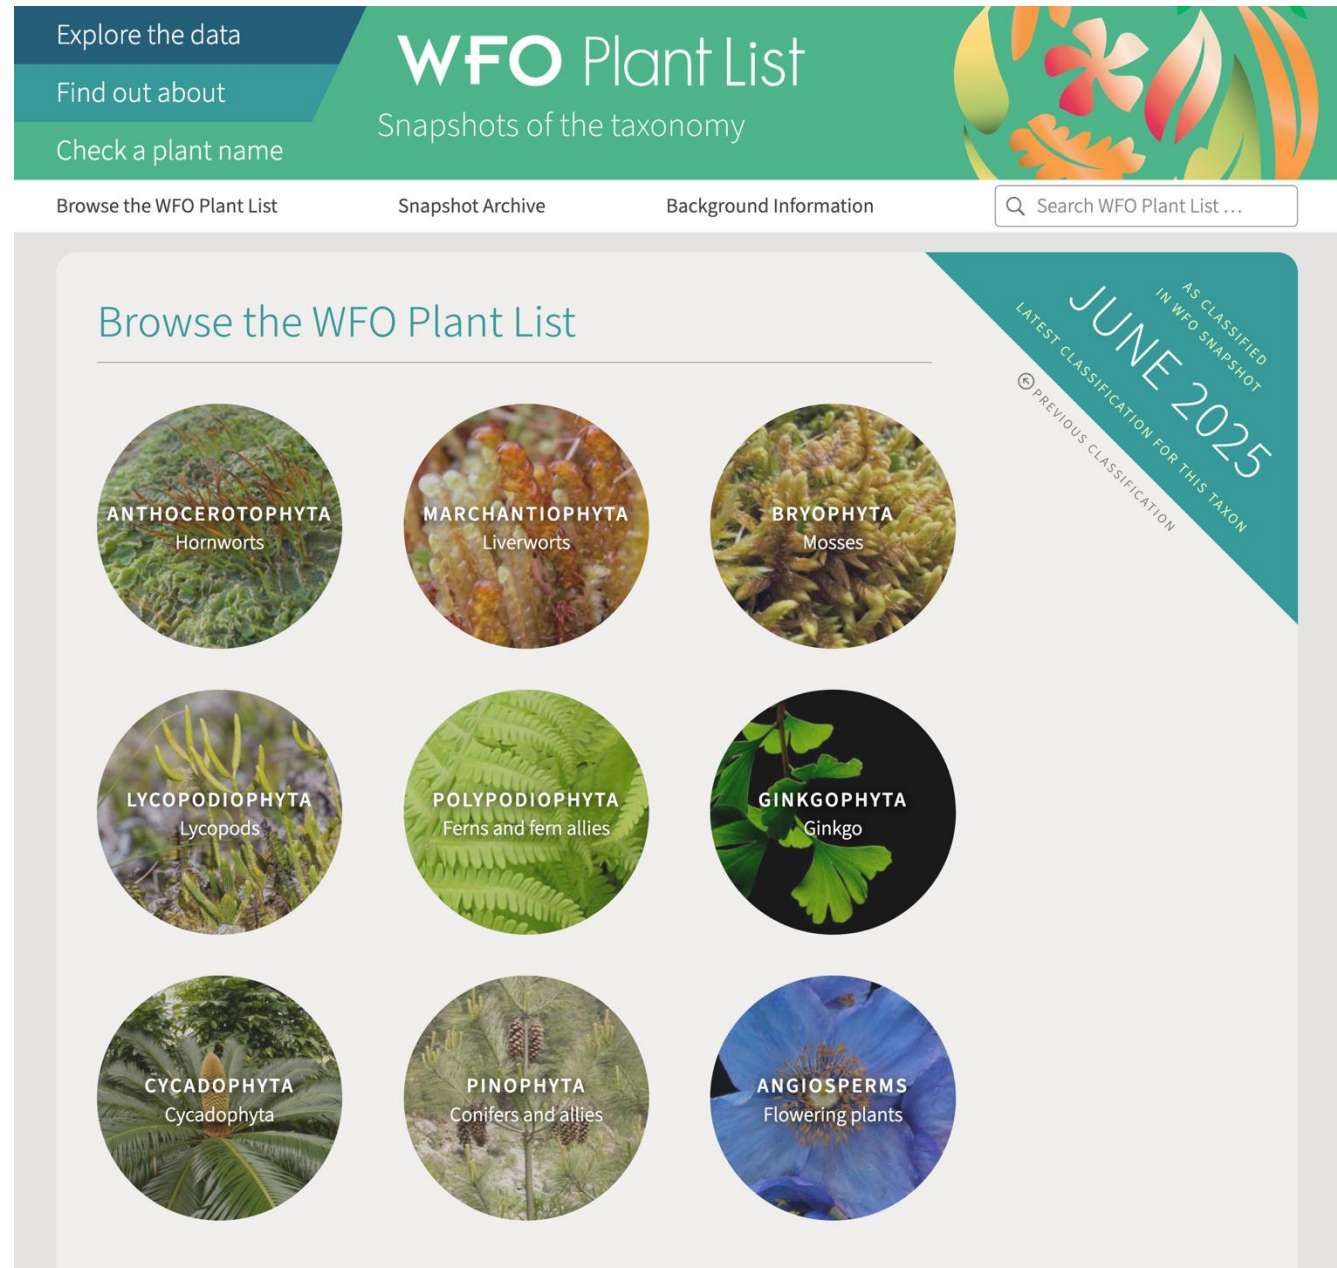 Explore the data
Find out about
Check a plant name
WFO Plant List
Snapshots of the taxonomy
Browse the WFO Plant List
Snapshot Archive
Background Information
Search WFO Plant List ...
Browse the WFO Plant List
AS CLASSIFIED
IN WFO SNAPSHOT
JUNE 2025
LATEST CLASSIFICATION FOR THIS TAXON
PREVIOUS CLASSIFICATION
ANTHOCEROTOPHYTA
Hornworts
MARCHANTIOPHYTA
Liverworts
BRYOPHYTA
Mosses
LYCOPODIOPHYTA
Lycopods
POLYPODIOPHYTA
Ferns and fern allies
GINKGOPHYTA
Ginkgo
CYCADOPHYTA
Cycadophyta
PINOPHYTA
Conifers and allies
ANGIOSPERMS
Flowering plants